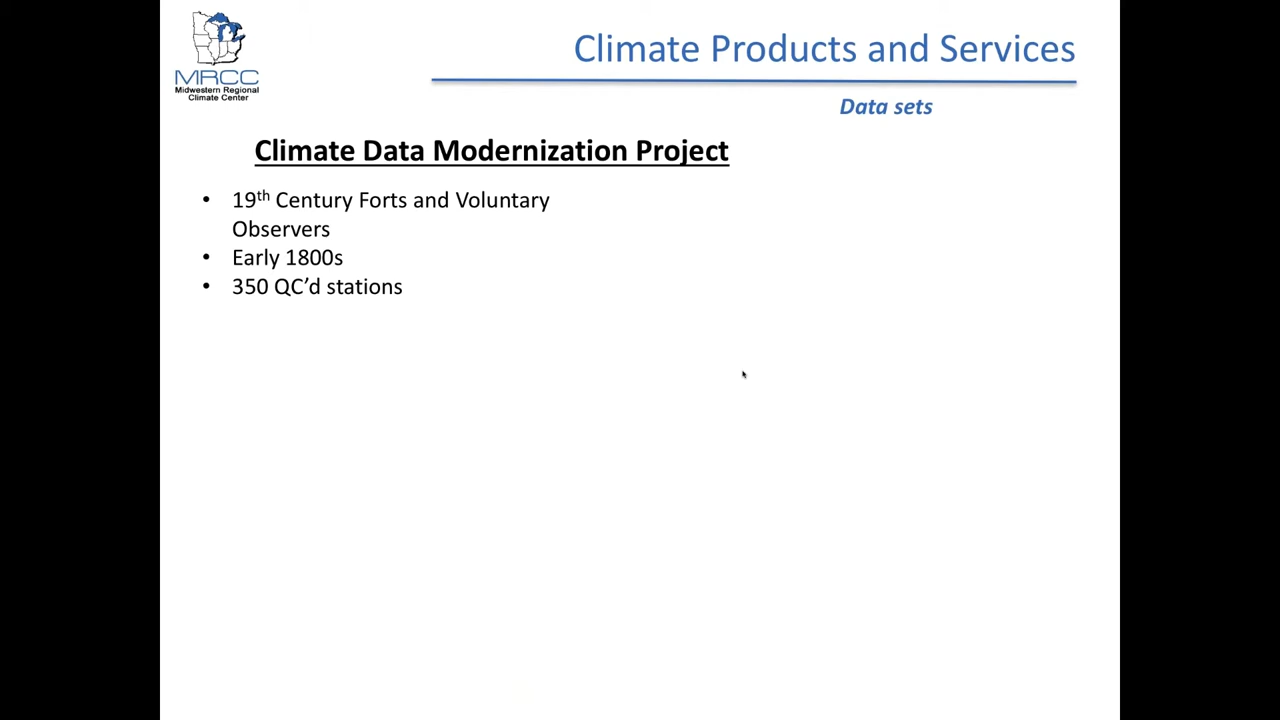 MRCC
Midwestern Regional
Climate Center
Climate Products and Services
Data sets
Climate Data Modernization Project
• 19th Century Forts and Voluntary
Observers
• Early 1800s
• 350 QC’d stations